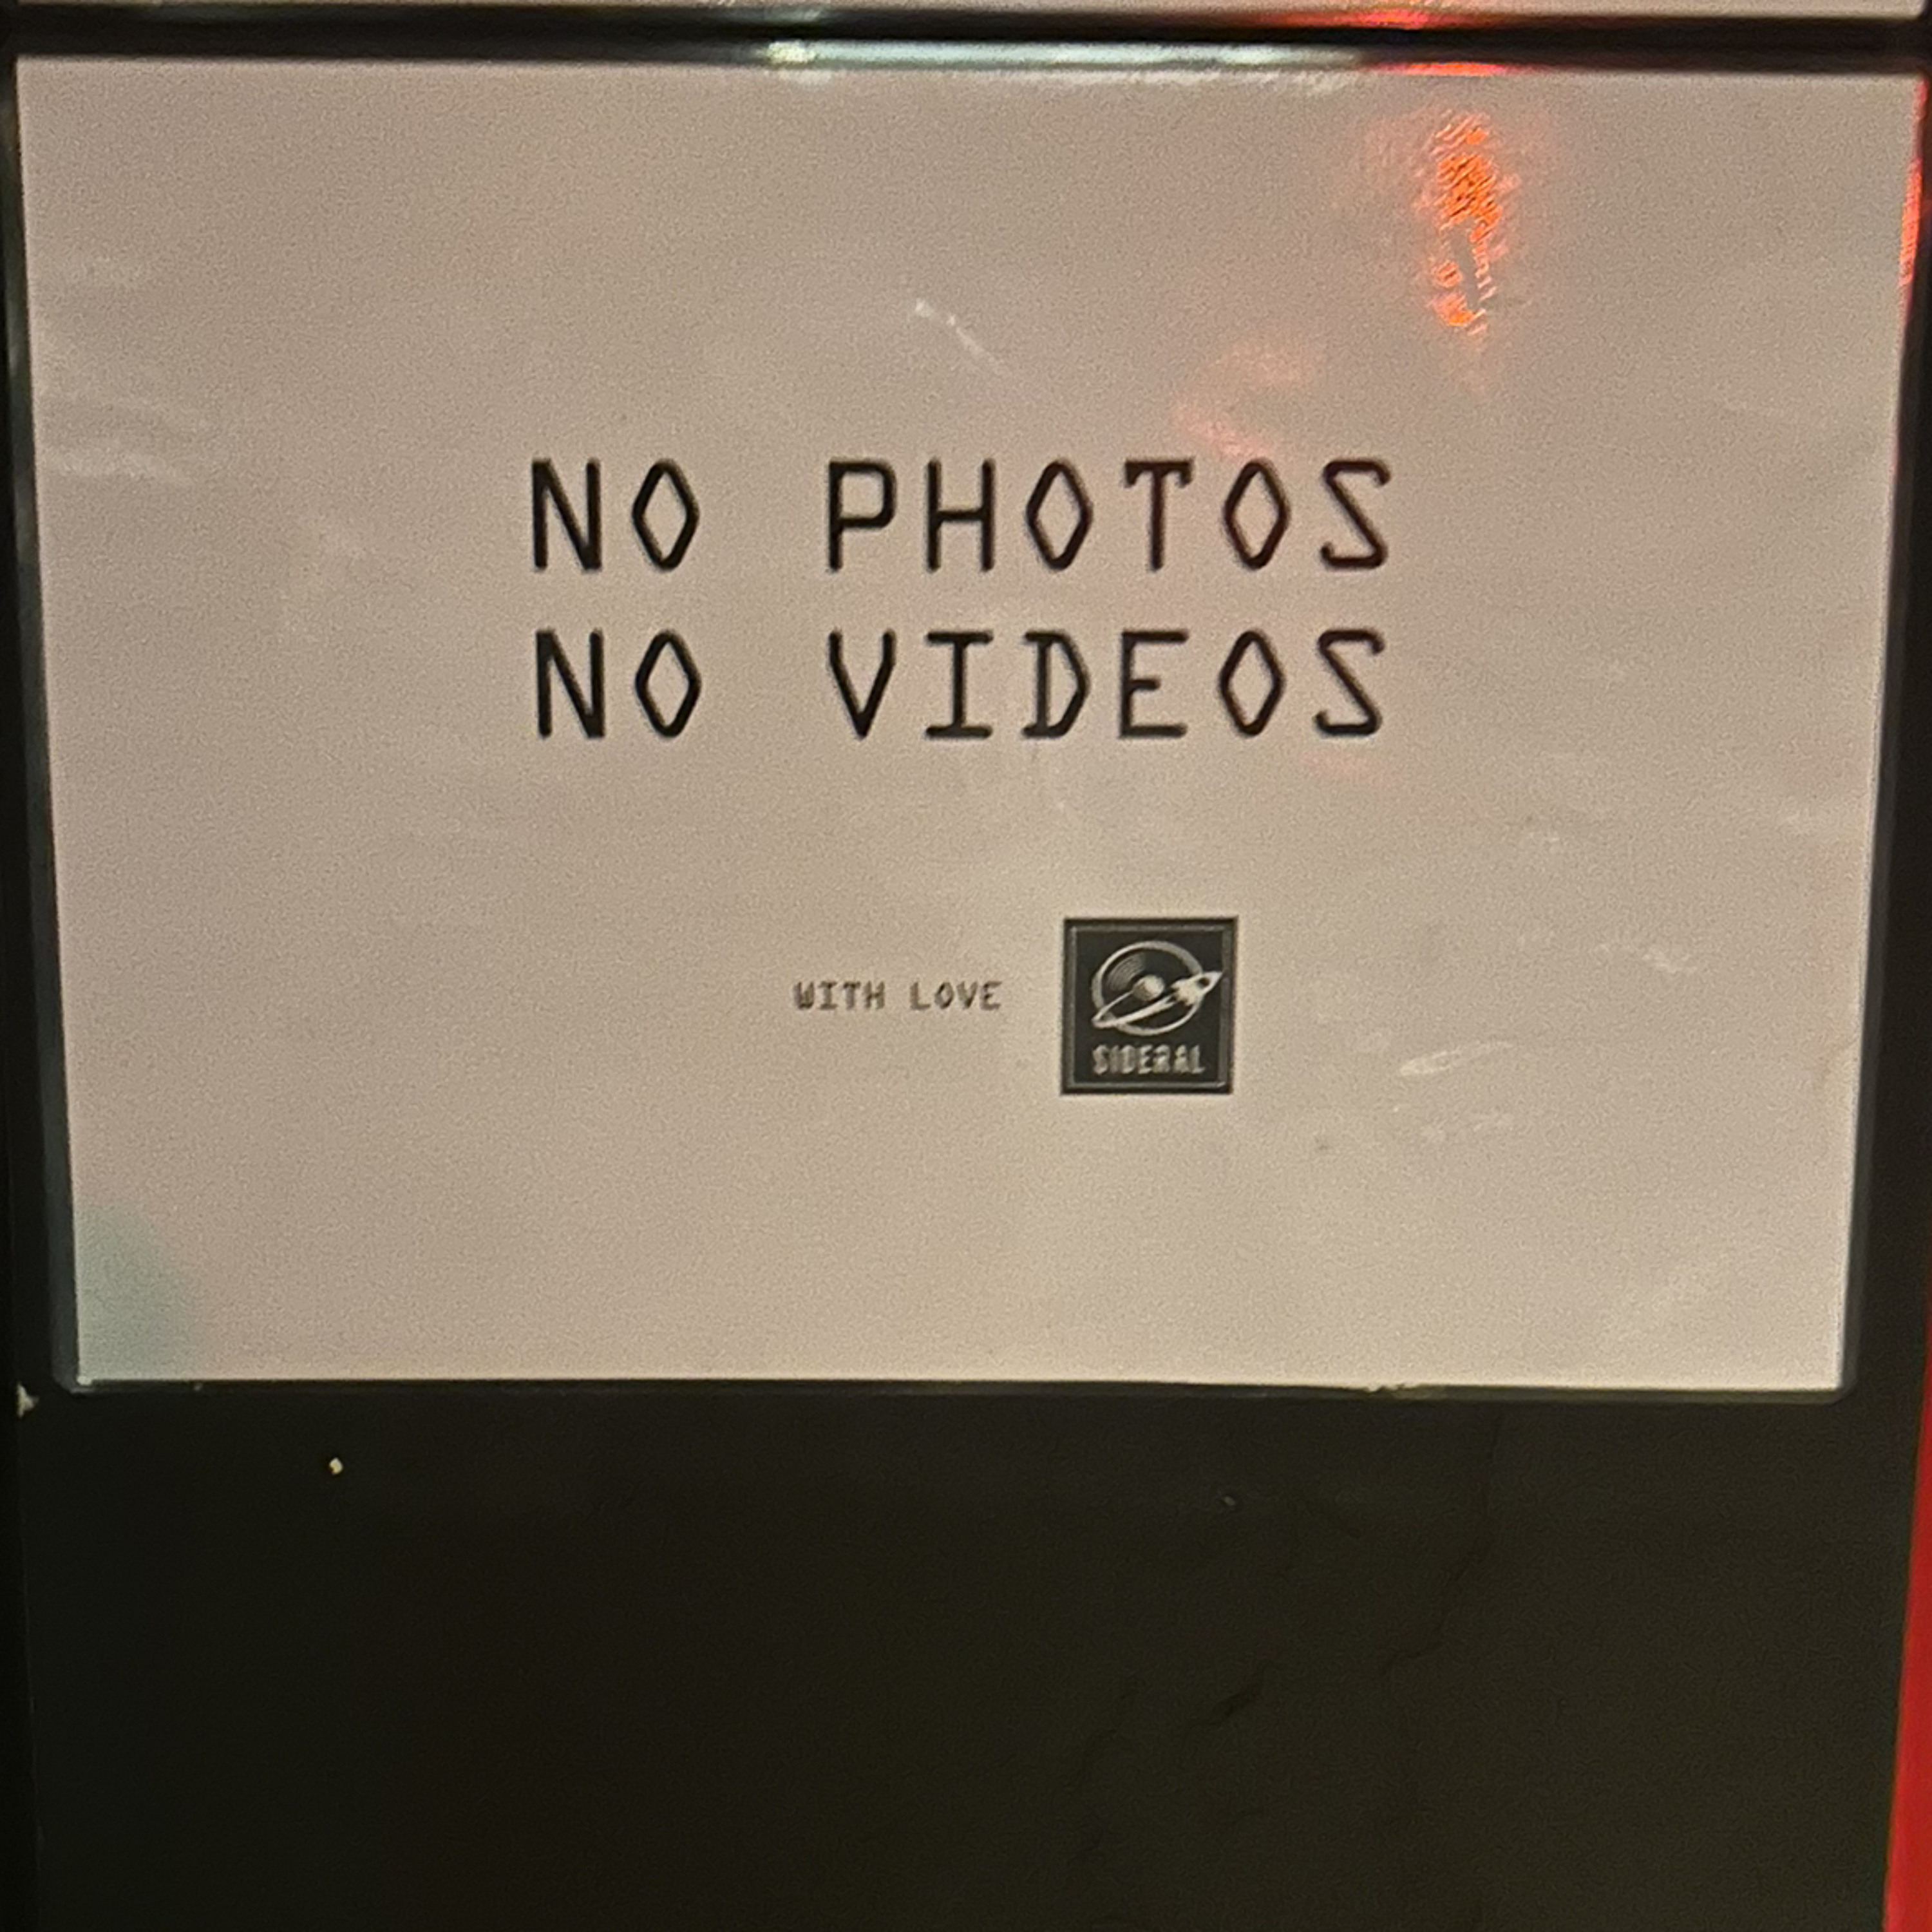 NO PHOTOS
NO VIDEOS
WITH LOVE
SIDERAL